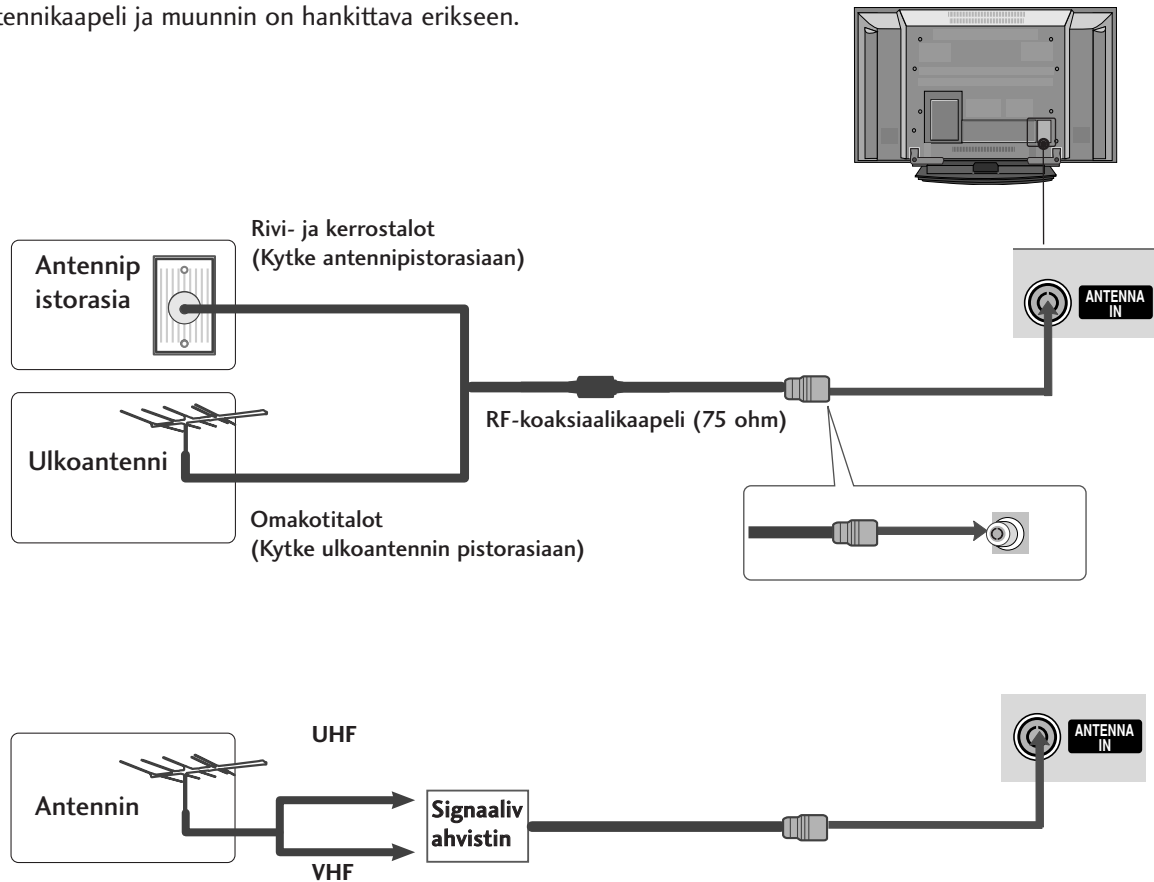 tennikaapeli ja muunnin on hankittava erikseen.
Rivi- ja kerrostalot
(Kytke antennipistorasiaan)
Antennip
istorasia
ANTENNA
IN
RF-koaksiaalikaapeli (75 ohm)
Ulkoantenni
Omakotitalot
(Kytke ulkoantennin pistorasiaan)
UHF
ANTENNA
IN
Antennin
Signaaliv
ahvistin
VHF